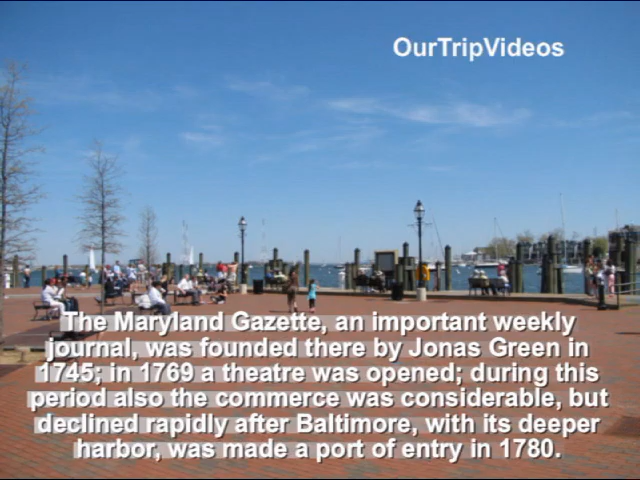 OurTripVideos
The Maryland Gazette, an important weekly
journal, was founded there by Jonas Green in
1745; in 1769 a theatre was opened; during this
period also the commerce was considerable, but
declined rapidly after Baltimore, with its deeper
harbor, was made a port of entry in 1780.